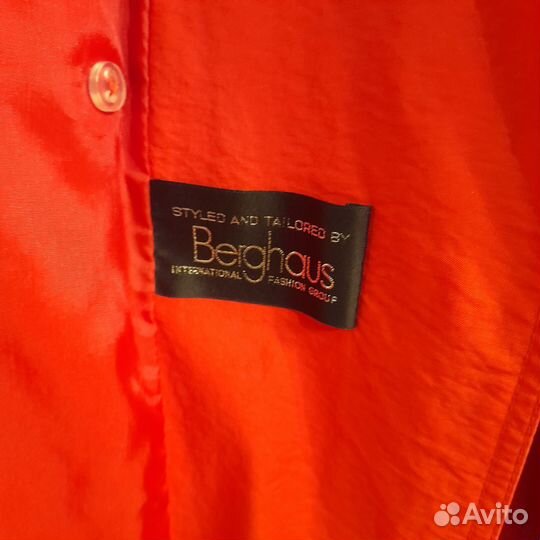 STYLED AND TAILORED BY
Berghaus
INTERNATIONAL FASHION GROUP
Avito